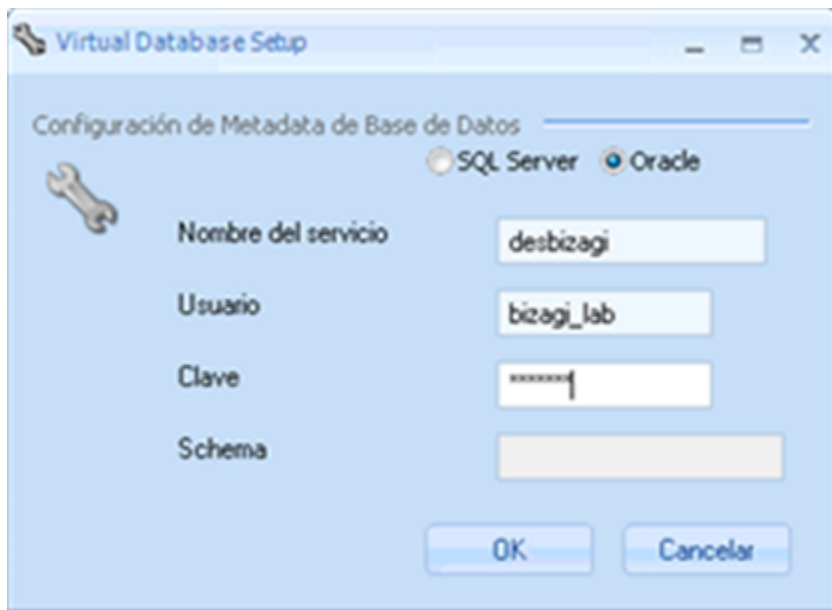 Virtual Database Setup
Configuración de Metadata de Base de Datos
SQL Server Oracle
Nombre del servicio desbizagi
Usuario bizagi_lab
Clave
Schema
OK Cancelar